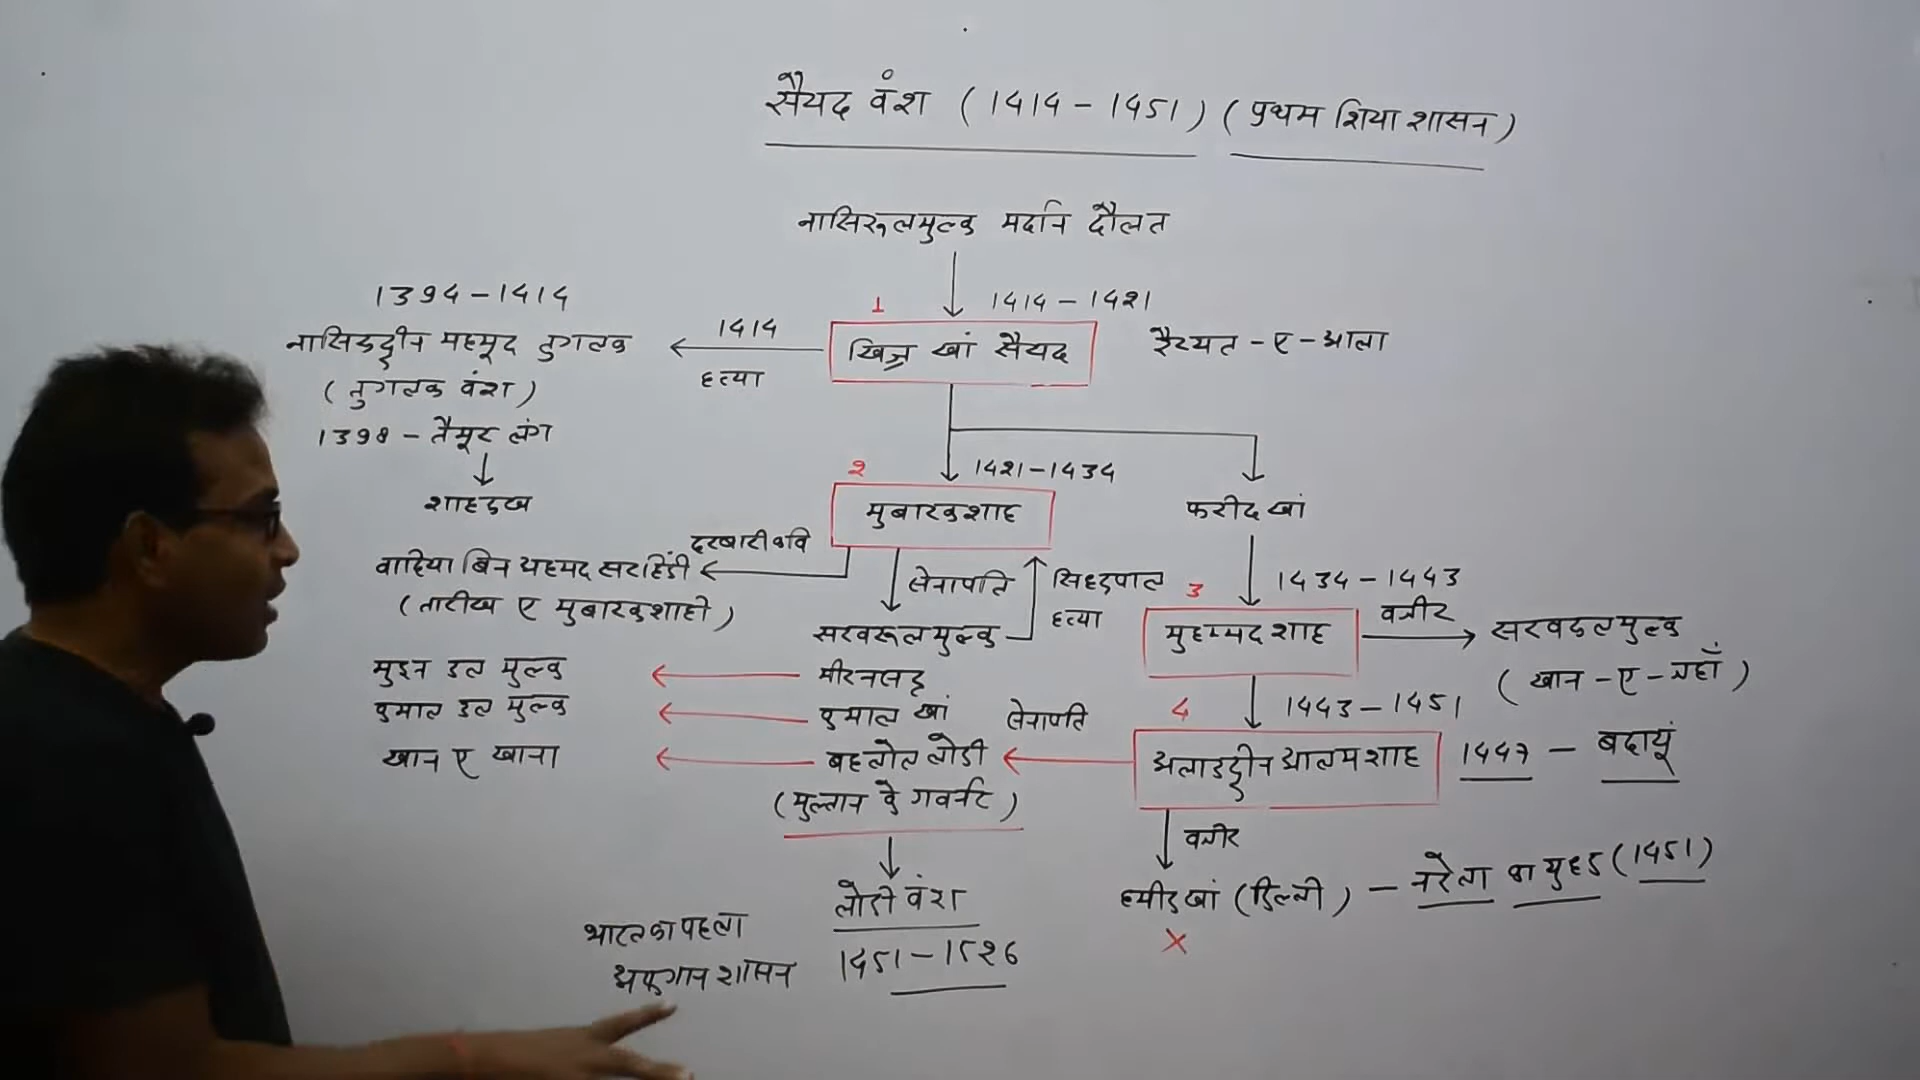 सैयद वंश (1414 - 1451) (प्रथम शिया शासन)
नासिरूलमुल्क मर्दान दौलत
1394 - 1414
नासिरुद्दीन महमूद तुगलक
(तुगलक वंश)
1398 - तैमूर लंग
शाहरुख
1414
हत्या
1
1414 - 1421
खिज्र खां सैयद
रैय्यत - ए - आला
2
1421 - 1434
मुबारकशाह
फरीद खां
दरबारी कवि
वाहिया बिन अहमद सरहिंदी
(तारीख ए मुबारकशाही)
सेनापति
सिद्धपाल
हत्या
सरवरूलमुल्क
3
1434 - 1443
मुहम्मद शाह
वजीर
सरवरुलमुल्क
(खान - ए - जहाँ)
मुइन उल मुल्क
मीरनसद्र
कमाल उल मुल्क
कमाल खां
खान ए खाना
बहलोल लोदी
(मुल्तान के गवर्नर)
सेनापति
4
1443 - 1451
अलाउद्दीन आलमशाह
1447 - बदायूं
वजीर
हमीद खां (दिल्ली) - नरेला का युद्ध (1451)
लोदी वंश
1451 - 1526
भारत का पहला
अफगान शासन